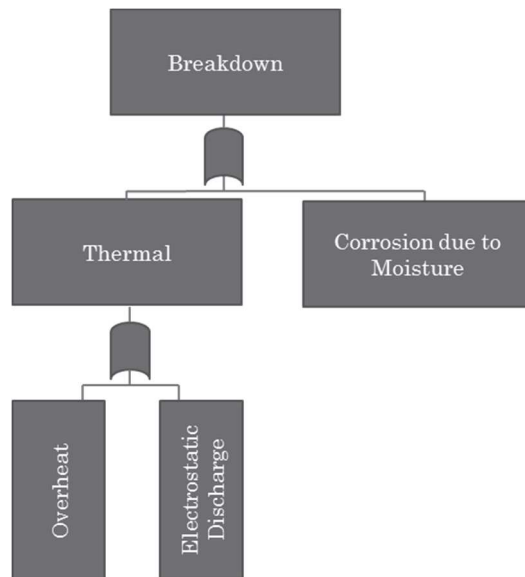 Breakdown
Thermal
Corrosion due to
Moisture
Overheat
Electrostatic
Discharge